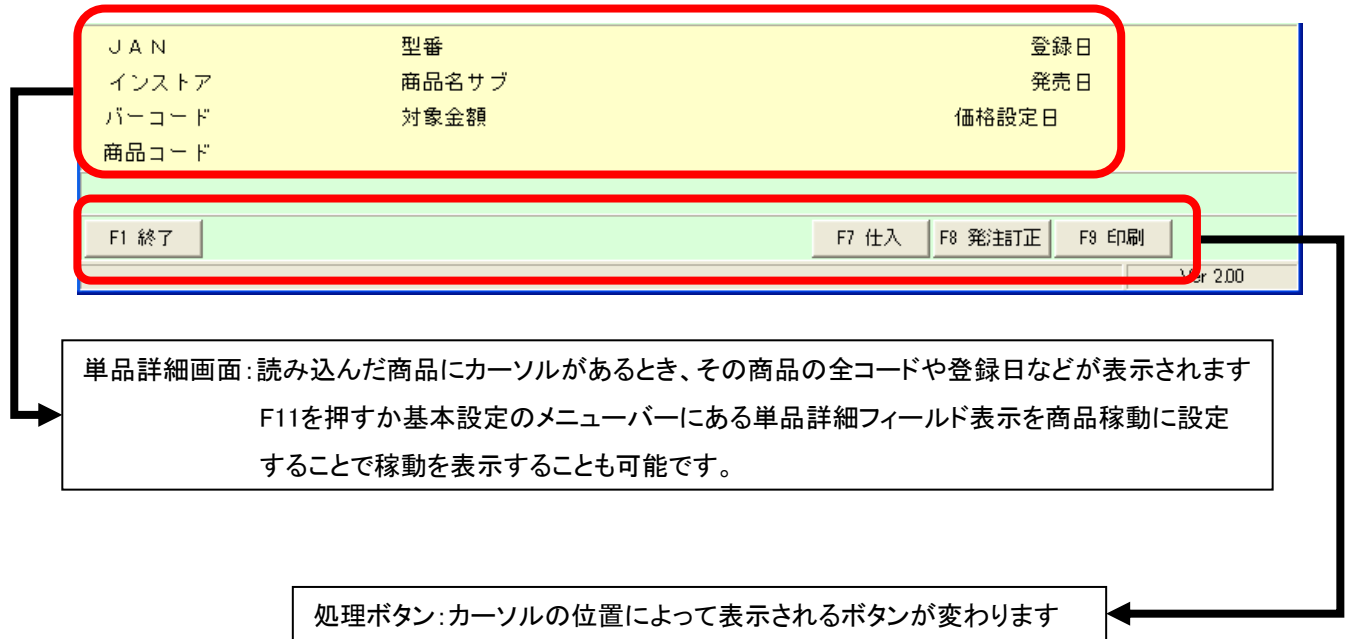 ＪＡＮ 型番 登録日
インストア 商品名サブ 発売日
バーコード 対象金額 価格設定日
商品コード
F1 終了 F7 仕入 F8 発注訂正 F9 印刷
Ver 2.00
単品詳細画面：読み込んだ商品にカーソルがあるとき、その商品の全コードや登録日などが表示されます
F11を押すか基本設定のメニューバーにある単品詳細フィールド表示を商品稼動に設定
することで稼動を表示することも可能です。
処理ボタン：カーソルの位置によって表示されるボタンが変わります